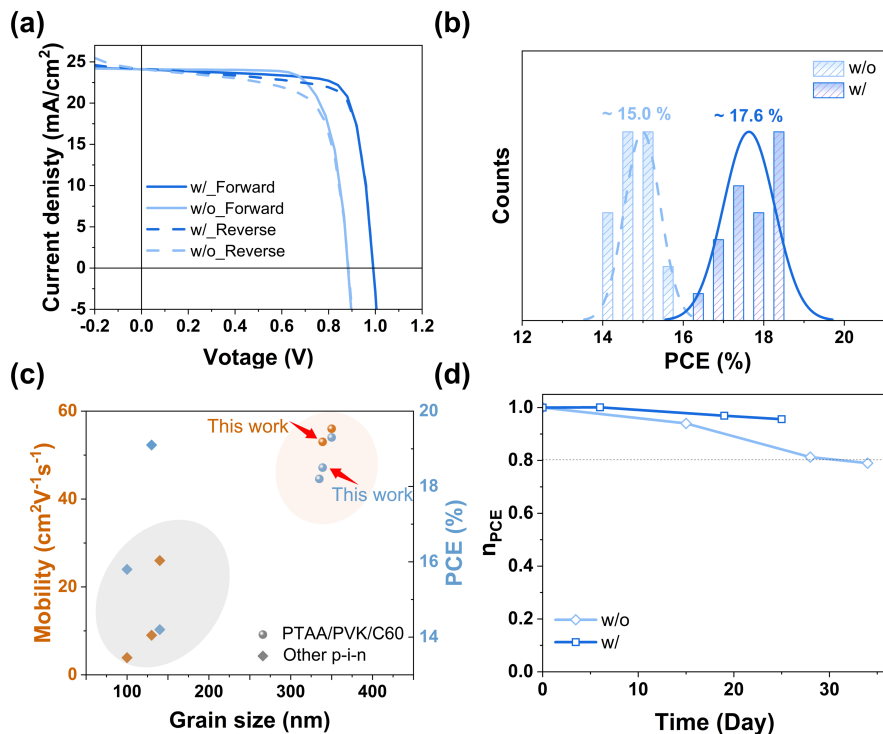 (a)
Current denisty (mA/cm²)
25
20
15
10
5
0
-5
w/_Forward
w/o_Forward
w/_Reverse
w/o_Reverse
-0.2 0.0 0.2 0.4 0.6 0.8 1.0 1.2
Votage (V)
(b)
w/o
w/
~ 15.0 %
~ 17.6 %
Counts
12 14 16 18 20
PCE (%)
(c)
Mobility (cm²V⁻¹s⁻¹)
60
40
20
0
This work
This work
20
18
16
14
PCE (%)
PTAA/PVK/C60
Other p-i-n
100 200 300 400
Grain size (nm)
(d)
nPCE
1.0
0.8
0.6
0.4
0.2
0.0
w/o
w/
0 10 20 30
Time (Day)